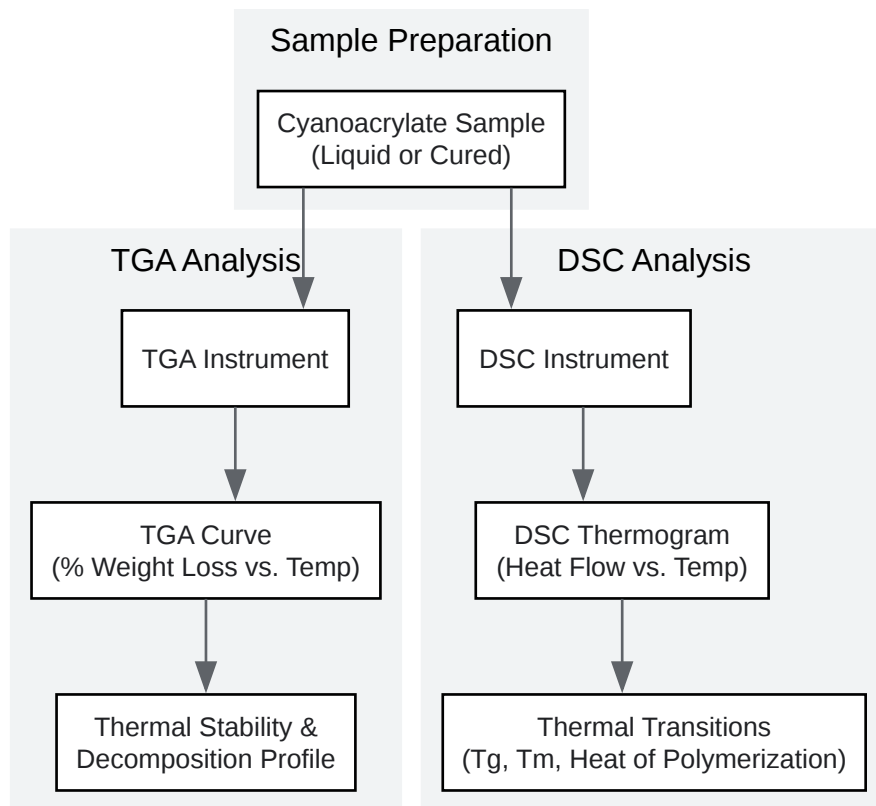 Sample Preparation
Cyanoacrylate Sample
(Liquid or Cured)
TGA Analysis
TGA Instrument
TGA Curve
(% Weight Loss vs. Temp)
Thermal Stability &
Decomposition Profile
DSC Analysis
DSC Instrument
DSC Thermogram
(Heat Flow vs. Temp)
Thermal Transitions
(Tg, Tm, Heat of Polymerization)